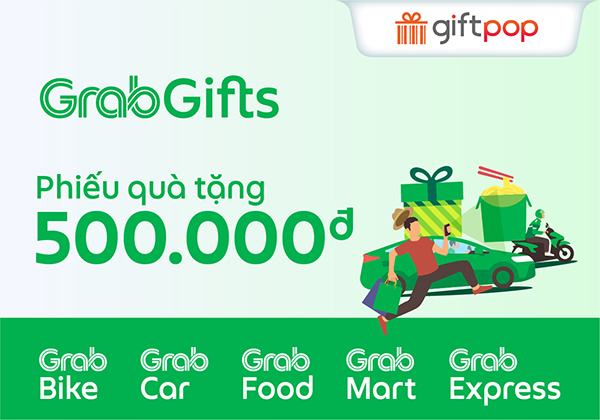 giftpop
GrabGifts
Phiếu quà tặng
500.000đ
Grab Bike
Grab Car
Grab Food
Grab Mart
Grab Express